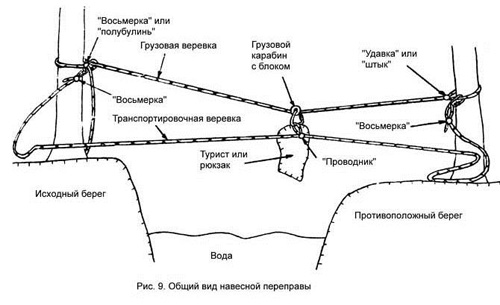 "Восьмерка" или
"полубулинь"
Грузовая веревка
Грузовой
карабин
с блоком
"Удавка" или
"штык"
"Восьмерка"
"Восьмерка"
Транспортировочная веревка
Турист или
рюкзак
"Проводник"
Исходный берег
Противоположный берег
Вода
Рис. 9. Общий вид навесной переправы